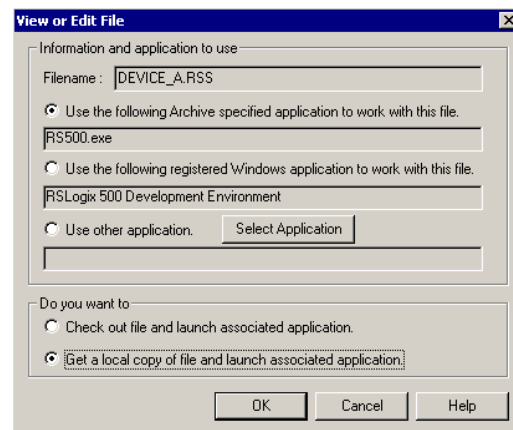 View or Edit File
Information and application to use
Filename : DEVICE_A.RSS
Use the following Archive specified application to work with this file.
RS500.exe
Use the following registered Windows application to work with this file.
RSLogix 500 Development Environment
Use other application. Select Application
Do you want to
Check out file and launch associated application.
Get a local copy of file and launch associated application.
OK Cancel Help